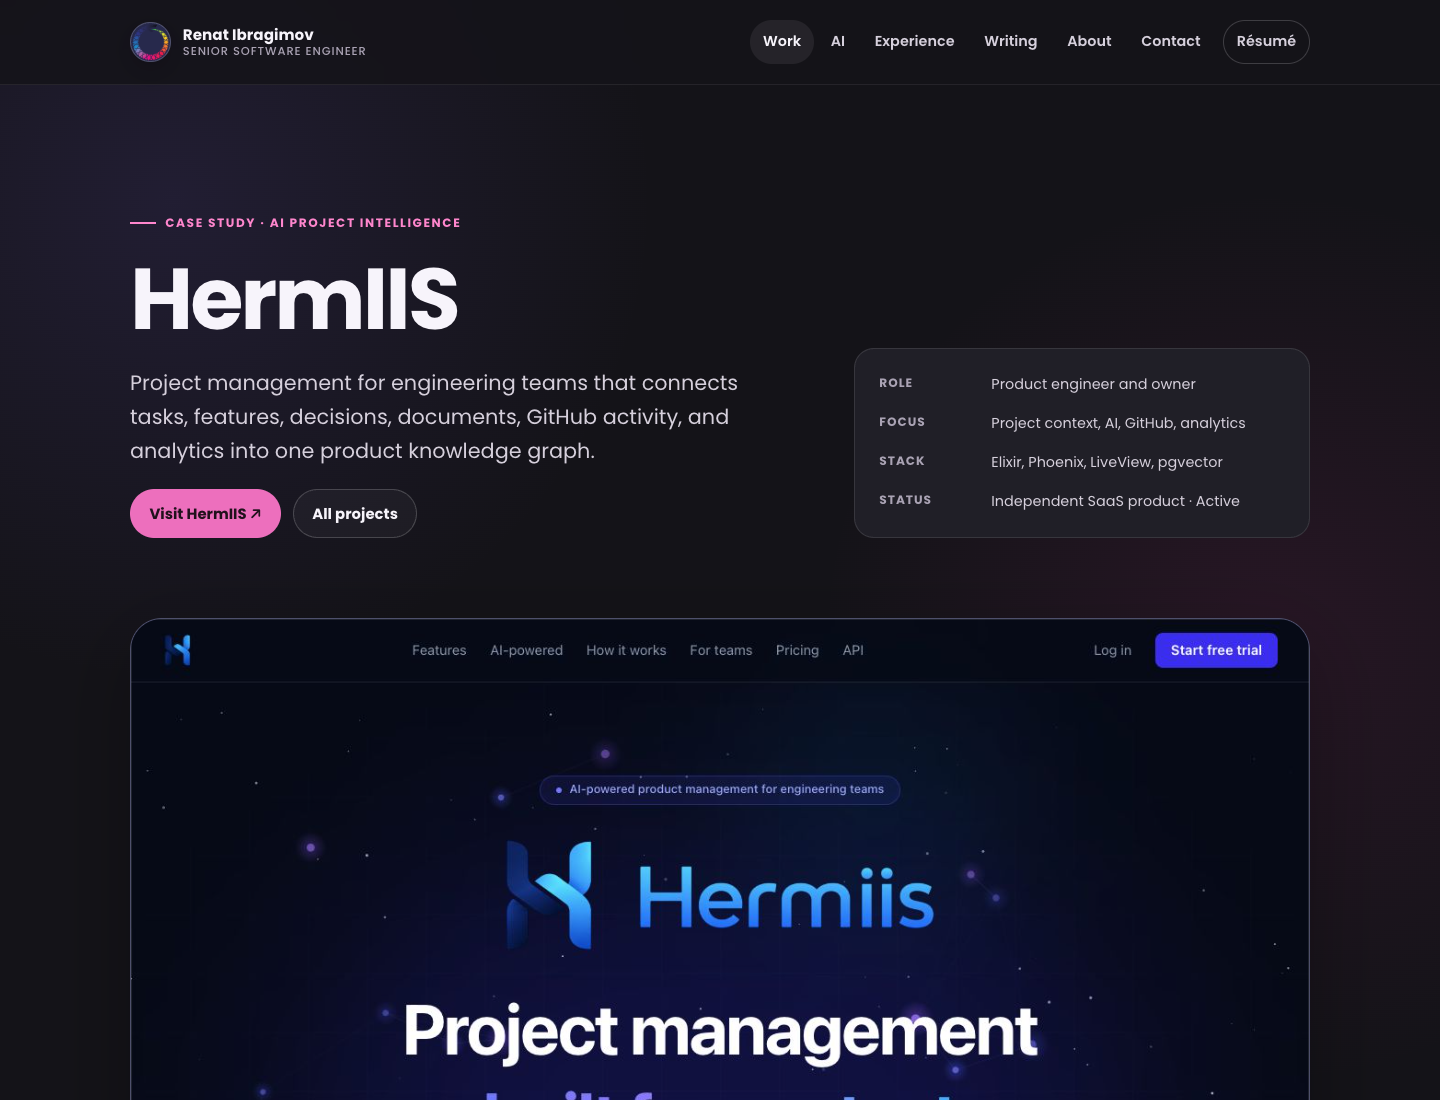 Renat Ibragimov
SENIOR SOFTWARE ENGINEER
Work AI Experience Writing About Contact Résumé
CASE STUDY · AI PROJECT INTELLIGENCE
HermIIS
Project management for engineering teams that connects
tasks, features, decisions, documents, GitHub activity, and
analytics into one product knowledge graph.
Visit HermIIS ↗ All projects
ROLE Product engineer and owner
FOCUS Project context, AI, GitHub, analytics
STACK Elixir, Phoenix, LiveView, pgvector
STATUS Independent SaaS product · Active
Features AI-powered How it works For teams Pricing API Log in Start free trial
AI-powered product management for engineering teams
Hermiis
Project management